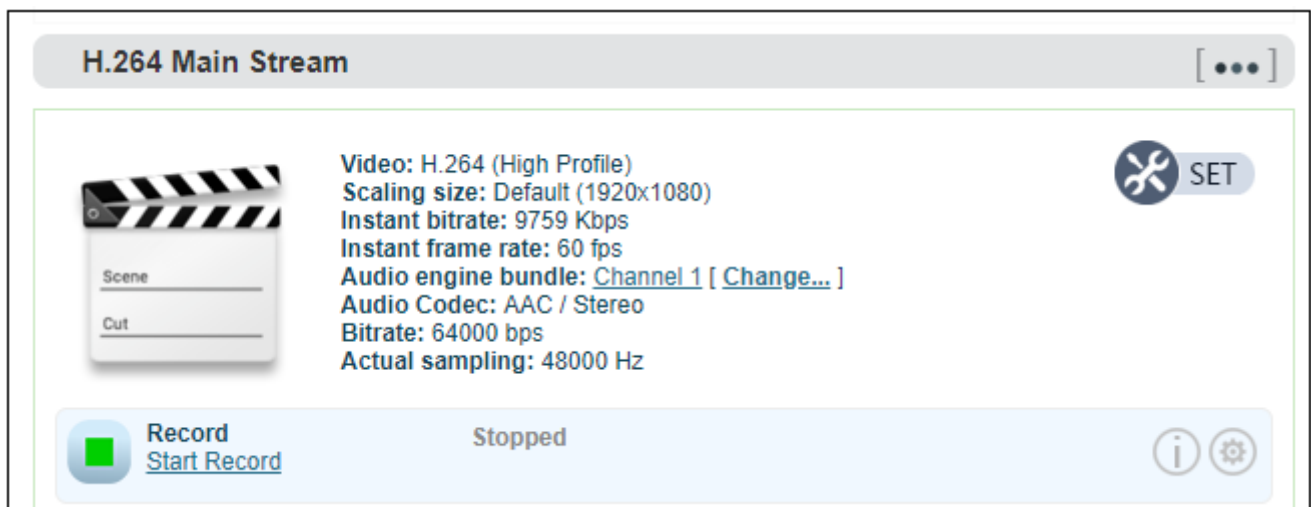 H.264 Main Stream
[ ••• ]
Video: H.264 (High Profile)
Scaling size: Default (1920x1080)
Instant bitrate: 9759 Kbps
Instant frame rate: 60 fps
Audio engine bundle: Channel 1 [ Change... ]
Audio Codec: AAC / Stereo
Bitrate: 64000 bps
Actual sampling: 48000 Hz
SET
Scene
Cut
Record
Start Record
Stopped
i